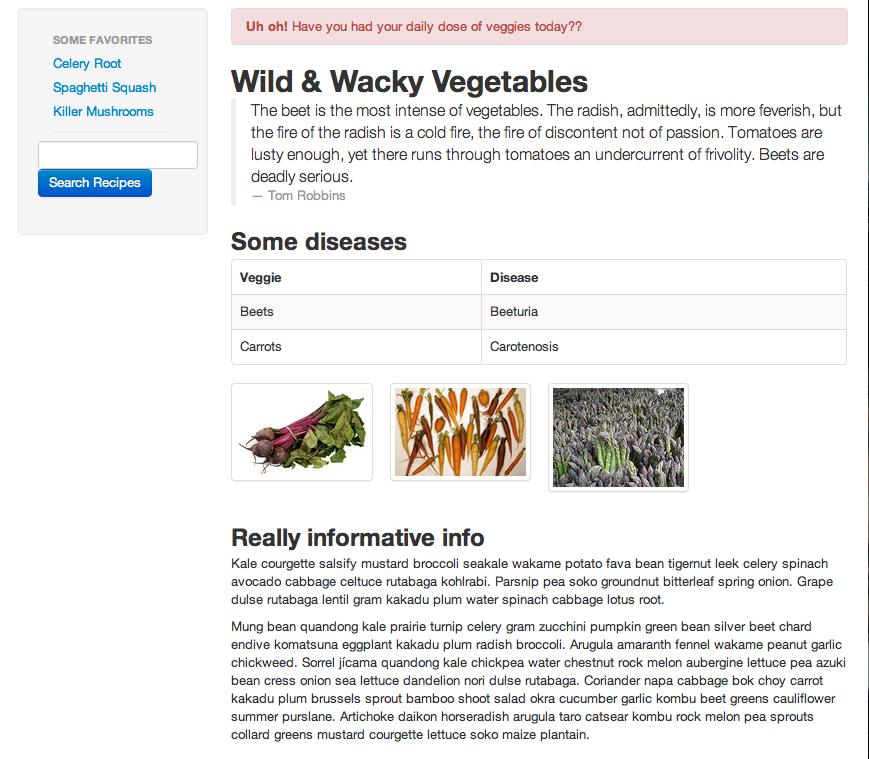 SOME FAVORITES
Celery Root
Spaghetti Squash
Killer Mushrooms
Search Recipes
Uh oh! Have you had your daily dose of veggies today??
Wild & Wacky Vegetables
The beet is the most intense of vegetables. The radish, admittedly, is more feverish, but
the fire of the radish is a cold fire, the fire of discontent not of passion. Tomatoes are
lusty enough, yet there runs through tomatoes an undercurrent of frivolity. Beets are
deadly serious.
— Tom Robbins
Some diseases
Veggie Disease
Beets Beeturia
Carrots Carotenosis
Really informative info
Kale courgette salsify mustard broccoli seakale wakame potato fava bean tigernut leek celery spinach
avocado cabbage celtuce rutabaga kohlrabi. Parsnip pea soko groundnut bitterleaf spring onion. Grape
dulse rutabaga lentil gram kakadu plum water spinach cabbage lotus root.
Mung bean quandong kale prairie turnip celery gram zucchini pumpkin green bean silver beet chard
endive komatsuna eggplant kakadu plum radish broccoli. Arugula amaranth fennel wakame peanut garlic
chickweed. Sorrel jícama quandong kale chickpea water chestnut rock melon aubergine lettuce pea azuki
bean cress onion sea lettuce dandelion nori dulse rutabaga. Coriander napa cabbage bok choy carrot
kakadu plum brussels sprout bamboo shoot salad okra cucumber garlic kombu beet greens cauliflower
summer purslane. Artichoke daikon horseradish arugula taro catsear kombu rock melon pea sprouts
collard greens mustard courgette lettuce soko maize plantain.